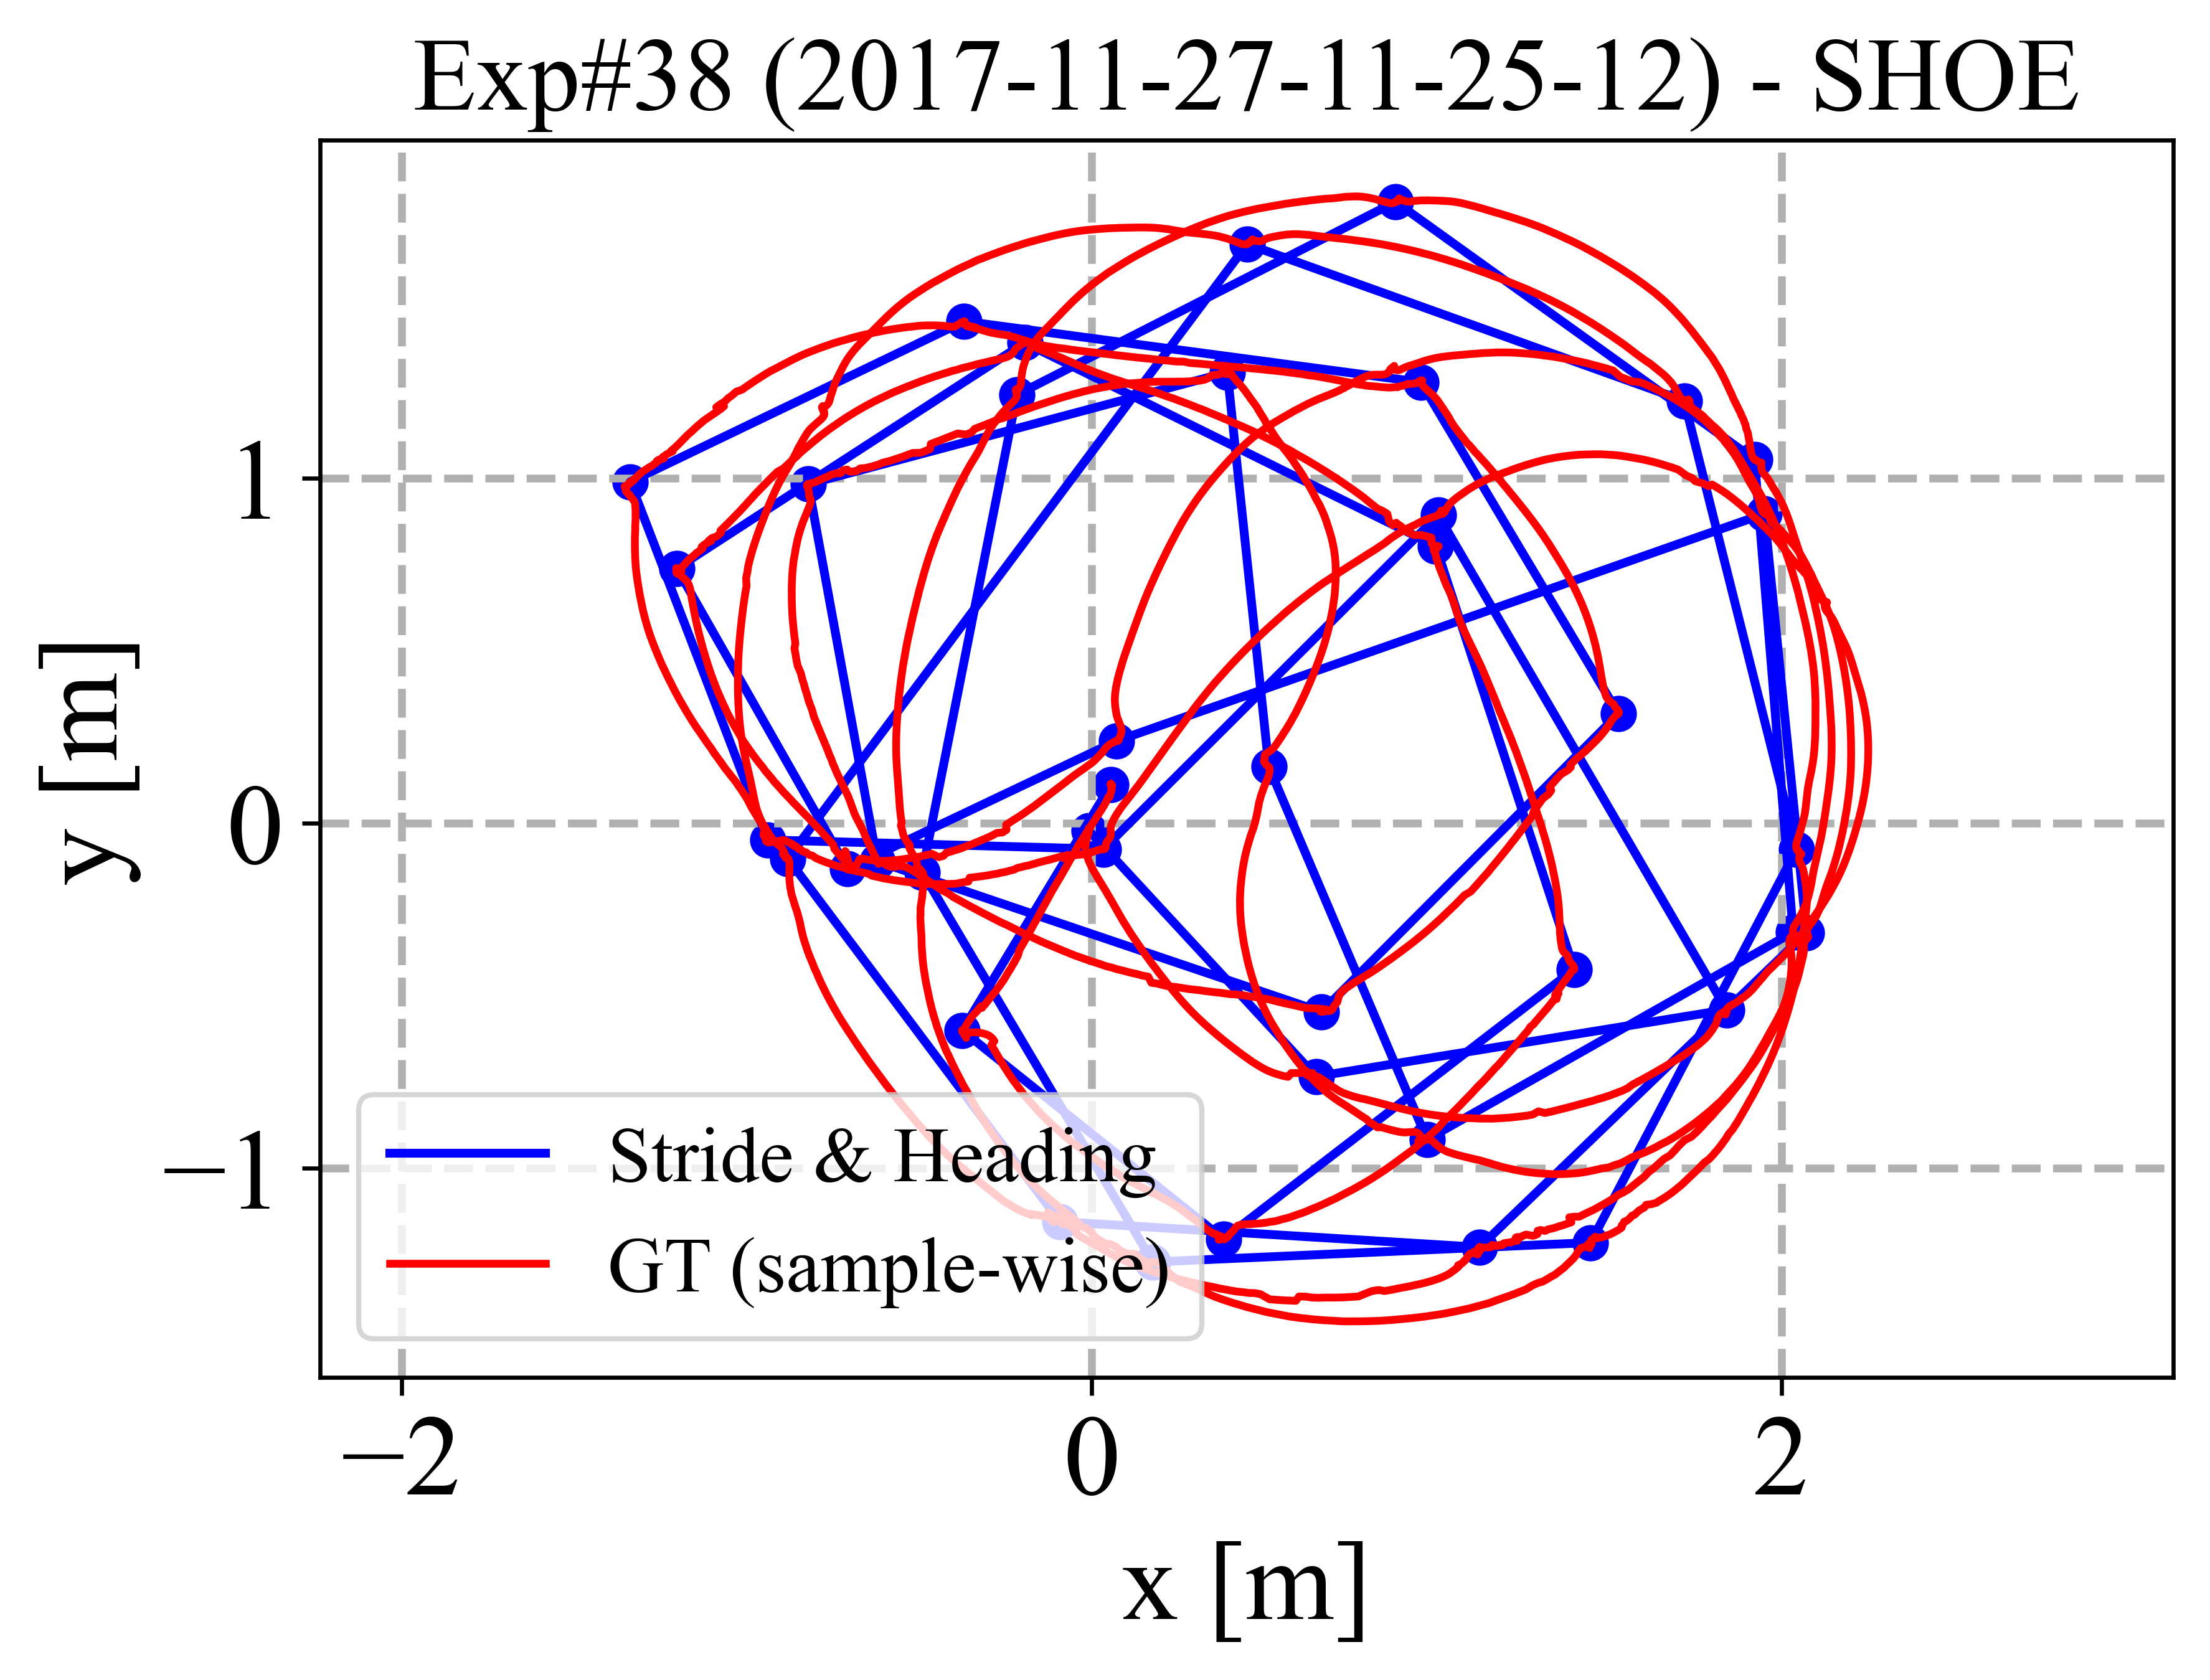 Exp#38 (2017-11-27-11-25-12) - SHOE
y [m]
1
0
−1
Stride & Heading
GT (sample-wise)
−2
0
2
x [m]